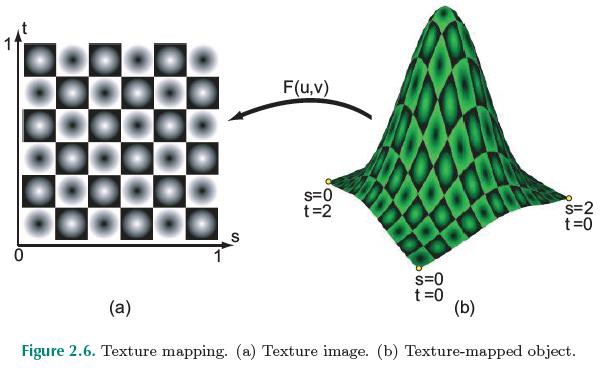 t
1
F(u,v)
s=0
t=2
s=2
t=0
s
0
1
s=0
t=0
(a)
(b)
Figure 2.6. Texture mapping. (a) Texture image. (b) Texture-mapped object.